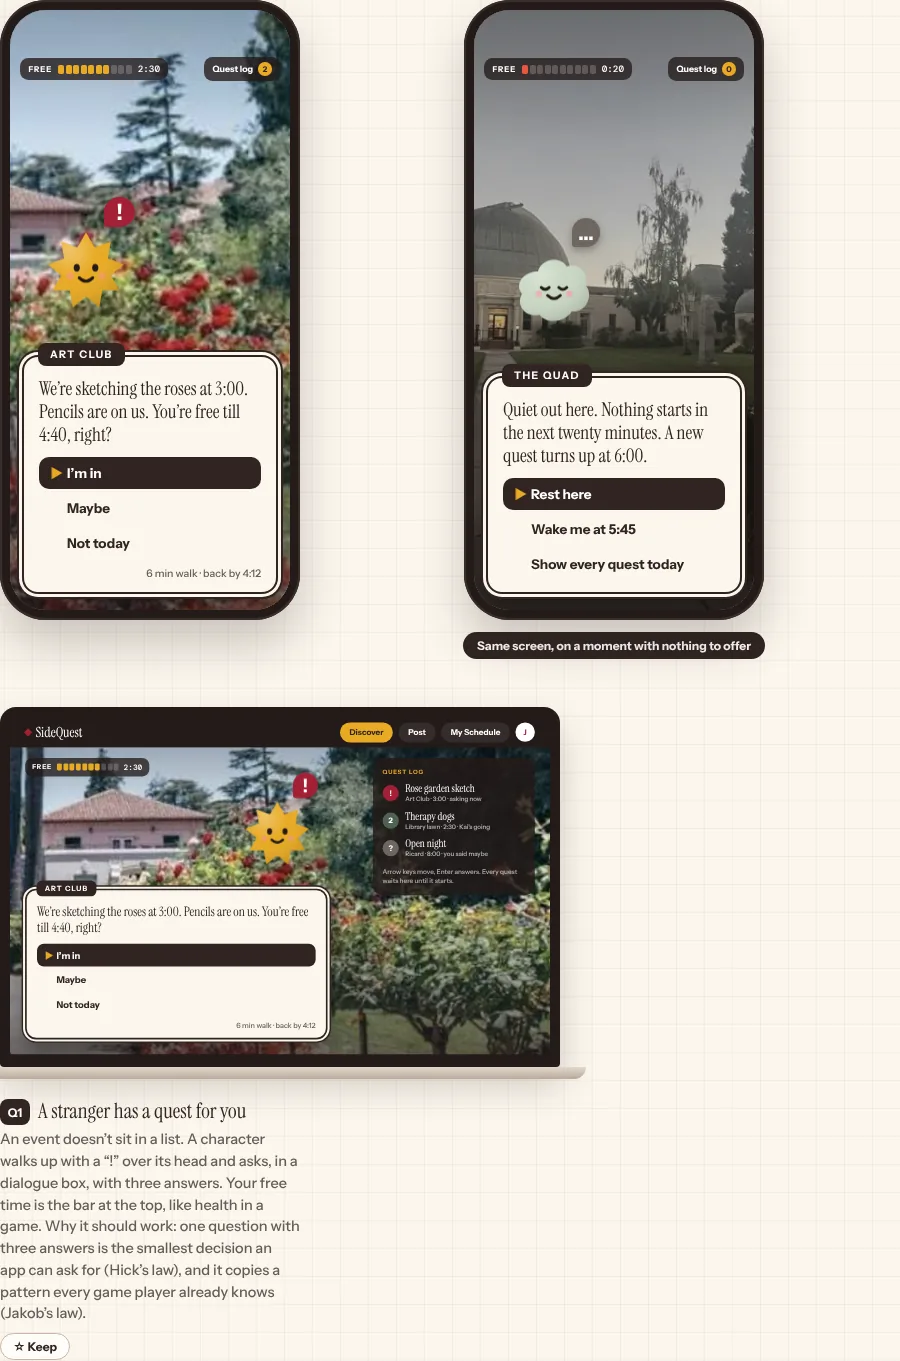 FREE 2:30
Quest log 2
!
ART CLUB
We're sketching the roses at 3:00.
Pencils are on us. You're free till
4:40, right?
I'm in
Maybe
Not today
6 min walk · back by 4:12
FREE 0:20
Quest log 0
...
THE QUAD
Quiet out here. Nothing starts in
the next twenty minutes. A new
quest turns up at 6:00.
Rest here
Wake me at 5:45
Show every quest today
Same screen, on a moment with nothing to offer
SideQuest
Discover
Post
My Schedule
J
FREE 2:30
!
QUEST LOG
!
Rose garden sketch
Art Club · 3:00 · asking now
2
Therapy dogs
Library lawn · 2:30 · Kai's going
?
Open night
Ricard · 8:00 · you said maybe
Arrow keys move, Enter answers. Every quest
waits here until it starts.
ART CLUB
We're sketching the roses at 3:00. Pencils are on us. You're free
till 4:40, right?
I'm in
Maybe
Not today
6 min walk · back by 4:12
Q1 A stranger has a quest for you
An event doesn't sit in a list. A character
walks up with a “!” over its head and asks, in a
dialogue box, with three answers. Your free
time is the bar at the top, like health in a
game. Why it should work: one question with
three answers is the smallest decision an
app can ask for (Hick's law), and it copies a
pattern every game player already knows
(Jakob's law).
☆ Keep